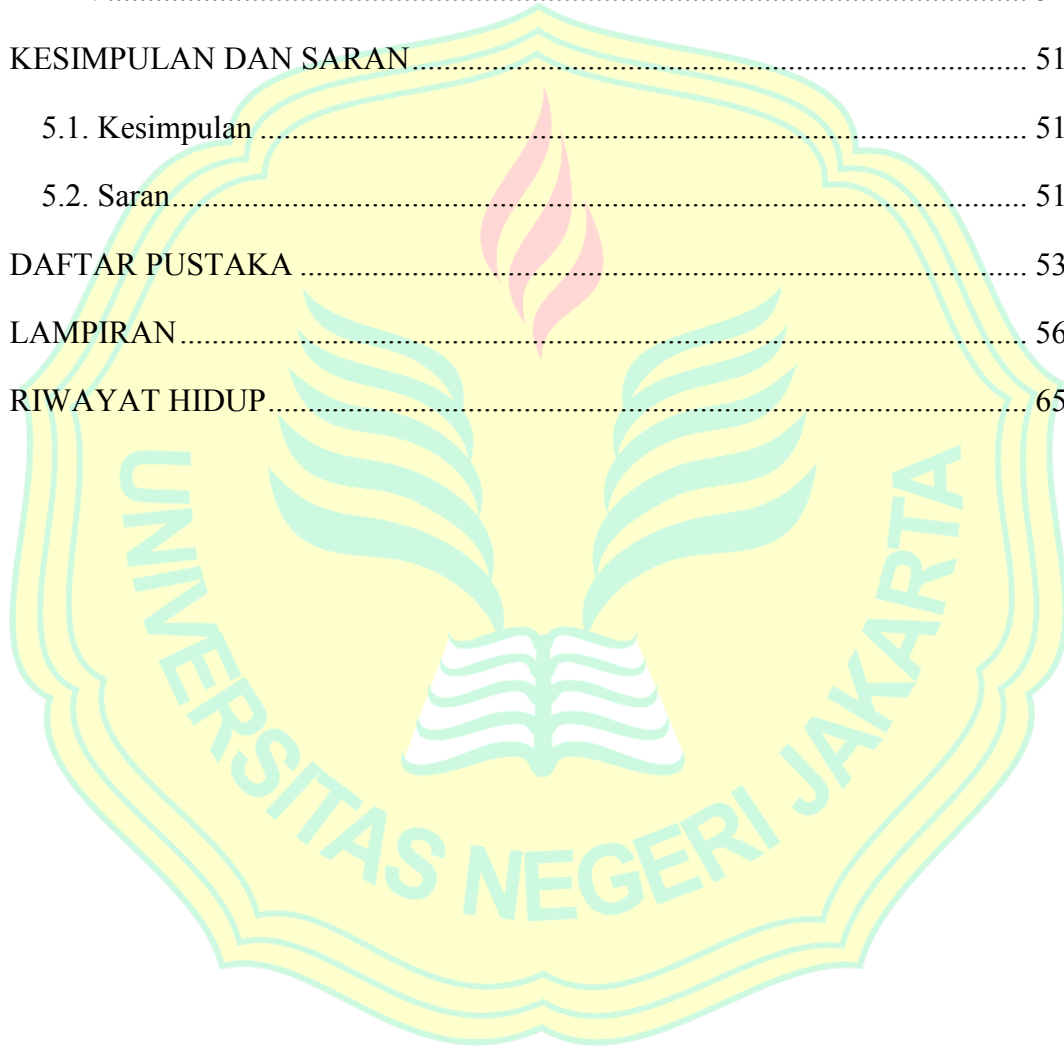 KESIMPULAN DAN SARAN........................................................................... 51
5.1. Kesimpulan ............................................................................................. 51
5.2. Saran........................................................................................................ 51
DAFTAR PUSTAKA ......................................................................................... 53
LAMPIRAN........................................................................................................ 56
RIWAYAT HIDUP............................................................................................. 65
UNIVERSITAS NEGERI JAKARTA